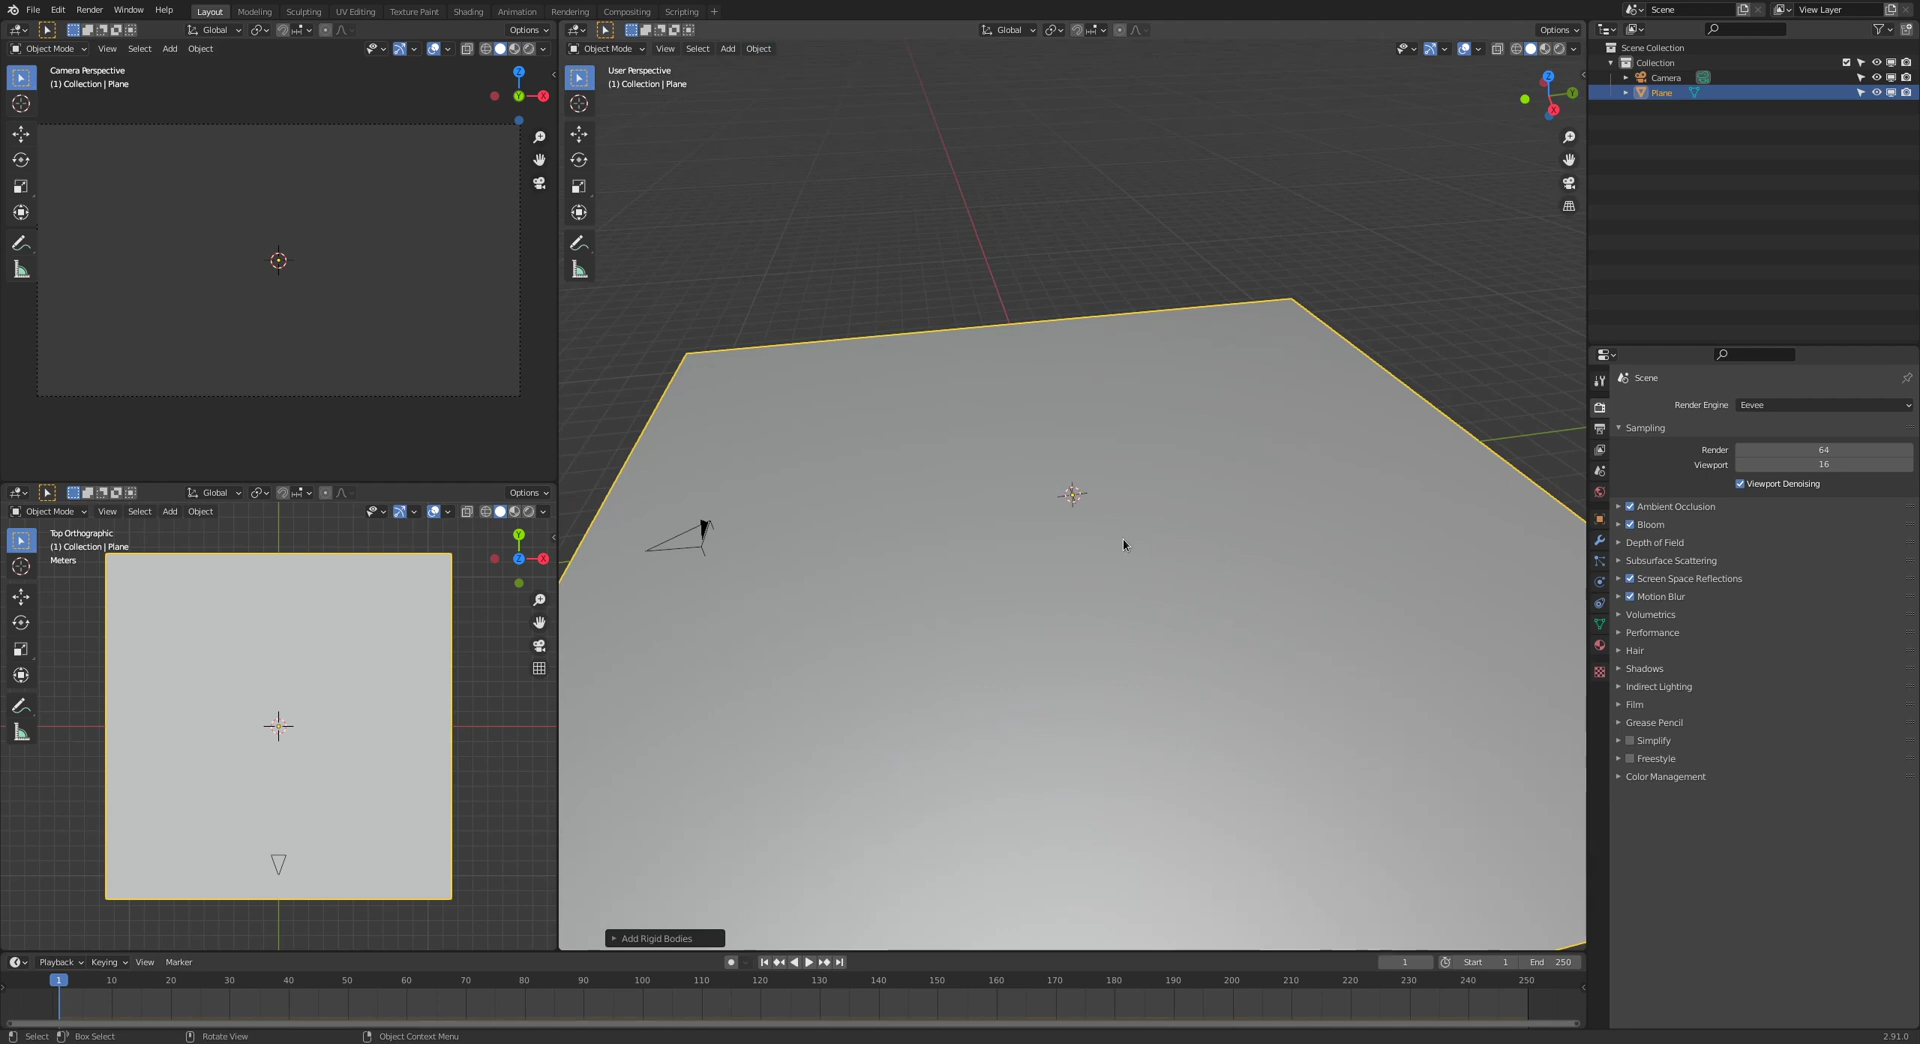 File Edit Render Window Help Layout Modeling Sculpting UV Editing Texture Paint Shading Animation Rendering Compositing Scripting + Scene View Layer
Global Options
Object Mode View Select Add Object
Camera Perspective
(1) Collection | Plane
Z
Y X
Global Options
Object Mode View Select Add Object
User Perspective
(1) Collection | Plane
Z
Y
X
Scene Collection
Collection
Camera
Plane
Global Options
Object Mode View Select Add Object
Top Orthographic
(1) Collection | Plane
Meters
Y
Z X
Add Rigid Bodies
Scene
Render Engine Eevee
Sampling
Render 64
Viewport 16
Viewport Denoising
Ambient Occlusion
Bloom
Depth of Field
Subsurface Scattering
Screen Space Reflections
Motion Blur
Volumetrics
Performance
Hair
Shadows
Indirect Lighting
Film
Grease Pencil
Simplify
Freestyle
Color Management
Playback Keying View Marker 1 Start 1 End 250
1 10 20 30 40 50 60 70 80 90 100 110 120 130 140 150 160 170 180 190 200 210 220 230 240 250
Select Box Select Rotate View Object Context Menu 2.91.0